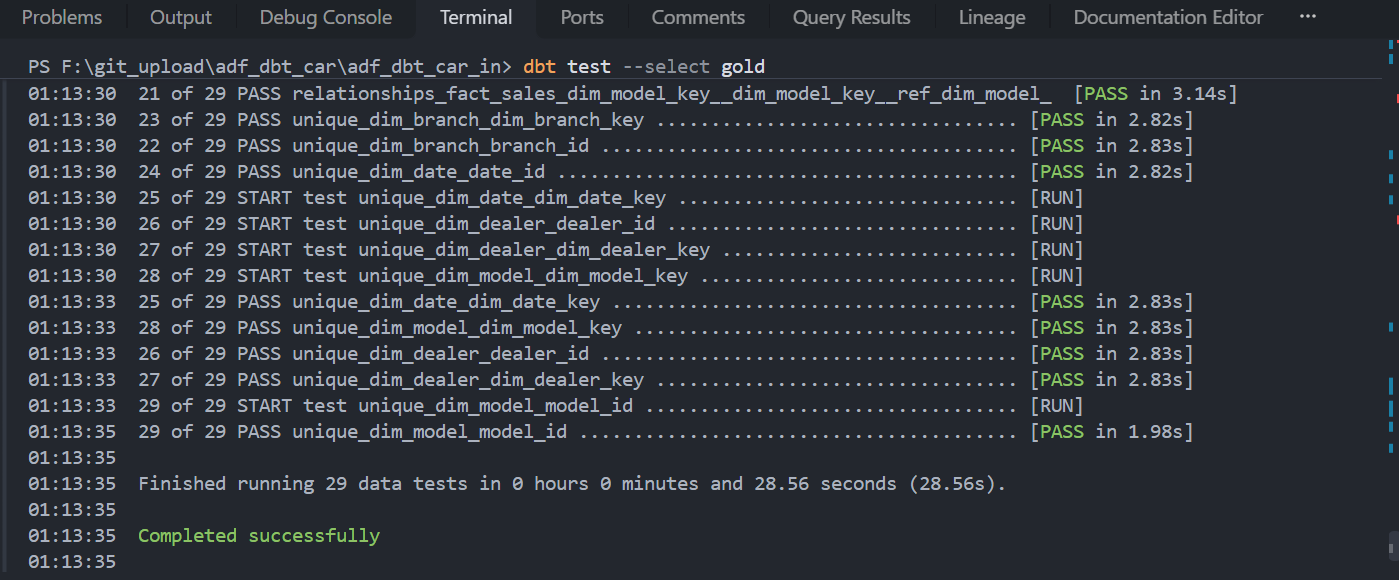 Problems Output Debug Console Terminal Ports Comments Query Results Lineage Documentation Editor ···
PS F:\git_upload\adf_dbt_car\adf_dbt_car_in> dbt test --select gold
01:13:30  21 of 29 PASS relationships_fact_sales_dim_model_key__dim_model_key__ref_dim_model_  [PASS in 3.14s]
01:13:30  23 of 29 PASS unique_dim_branch_dim_branch_key ................................. [PASS in 2.82s]
01:13:30  22 of 29 PASS unique_dim_branch_branch_id ...................................... [PASS in 2.83s]
01:13:30  24 of 29 PASS unique_dim_date_date_id .......................................... [PASS in 2.82s]
01:13:30  25 of 29 START test unique_dim_date_dim_date_key ............................... [RUN]
01:13:30  26 of 29 START test unique_dim_dealer_dealer_id ................................ [RUN]
01:13:30  27 of 29 START test unique_dim_dealer_dim_dealer_key ........................... [RUN]
01:13:30  28 of 29 START test unique_dim_model_dim_model_key ............................. [RUN]
01:13:33  25 of 29 PASS unique_dim_date_dim_date_key ..................................... [PASS in 2.83s]
01:13:33  28 of 29 PASS unique_dim_model_dim_model_key ................................... [PASS in 2.83s]
01:13:33  26 of 29 PASS unique_dim_dealer_dealer_id ...................................... [PASS in 2.83s]
01:13:33  27 of 29 PASS unique_dim_dealer_dim_dealer_key ................................. [PASS in 2.83s]
01:13:33  29 of 29 START test unique_dim_model_model_id .................................. [RUN]
01:13:35  29 of 29 PASS unique_dim_model_model_id ........................................ [PASS in 1.98s]
01:13:35
01:13:35  Finished running 29 data tests in 0 hours 0 minutes and 28.56 seconds (28.56s).
01:13:35
01:13:35  Completed successfully
01:13:35